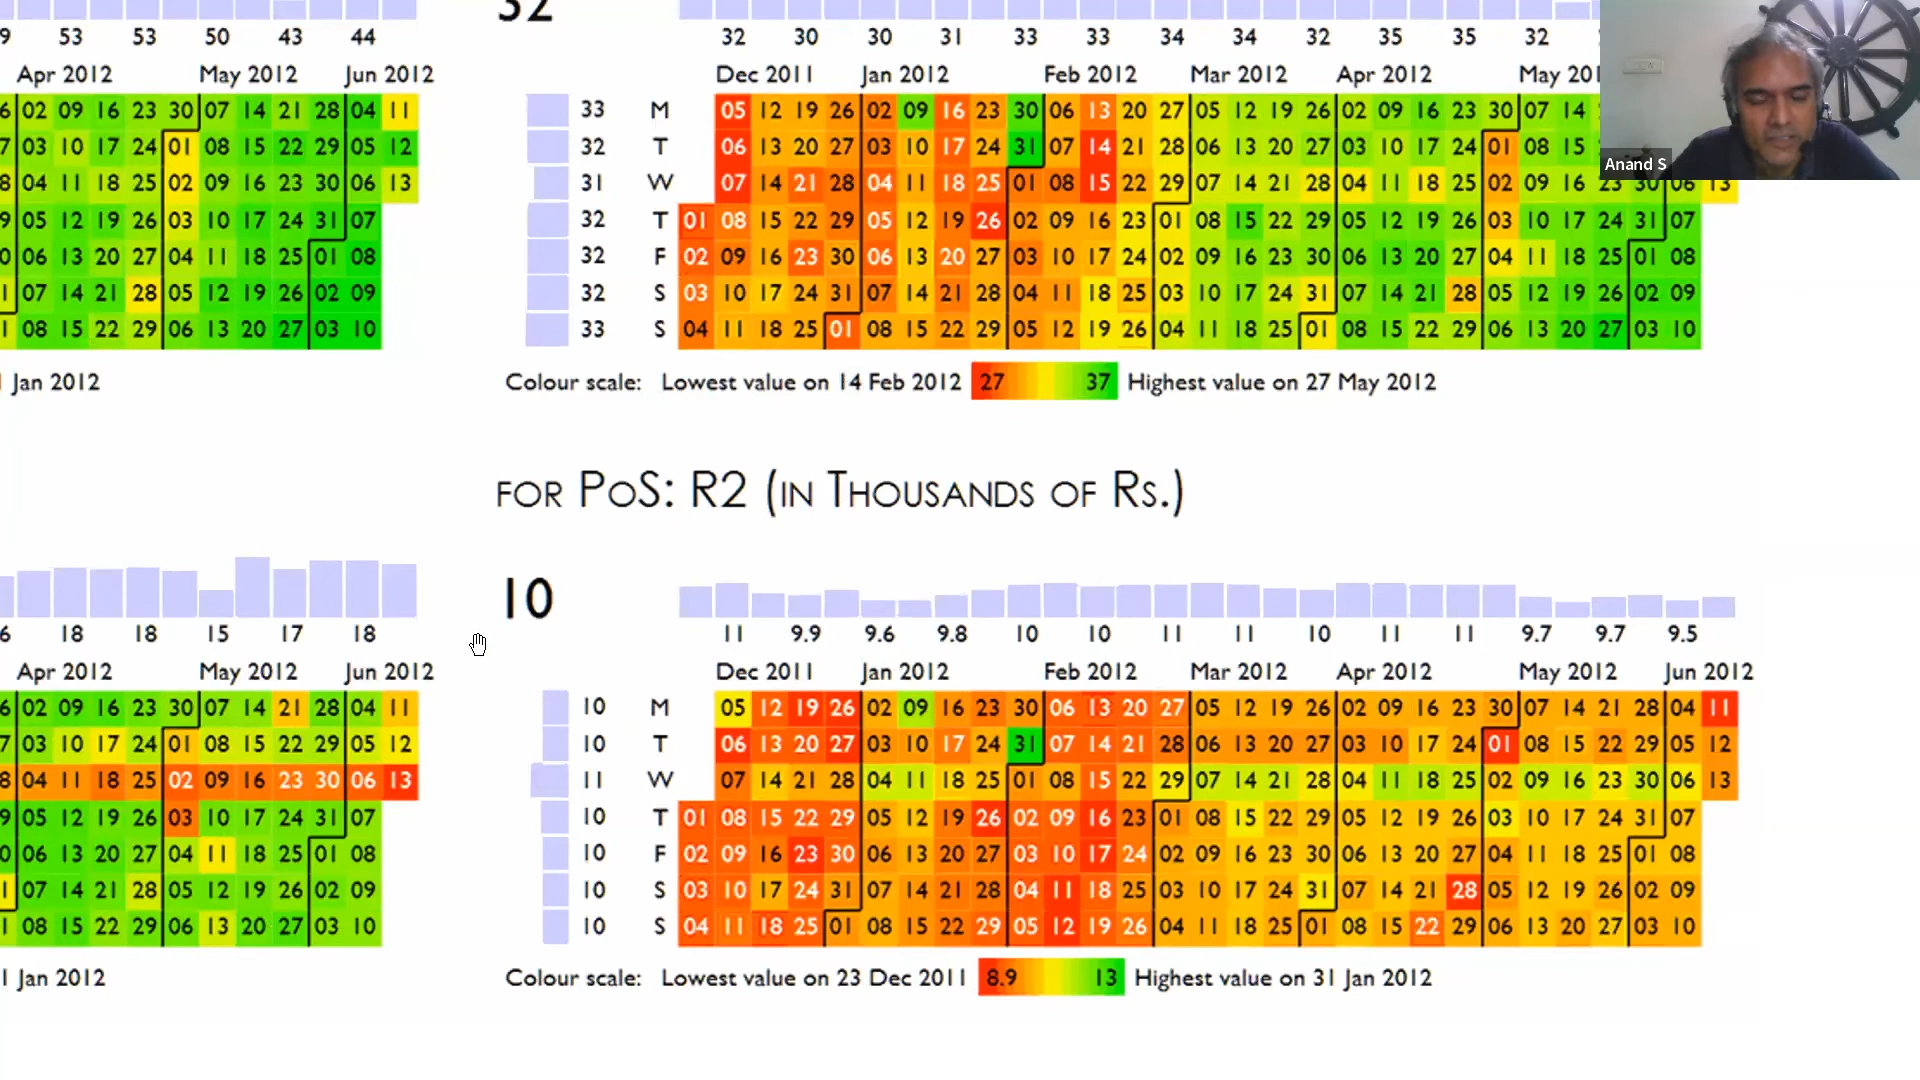 32
9 53 53 50 43 44
32 30 30 31 33 33 34 34 32 35 35 32
Apr 2012 May 2012 Jun 2012
Dec 2011 Jan 2012 Feb 2012 Mar 2012 Apr 2012 May 201
Anand S
6 02 09 16 23 30 07 14 21 28 04 11
7 03 10 17 24 01 08 15 22 29 05 12
8 04 11 18 25 02 09 16 23 30 06 13
9 05 12 19 26 03 10 17 24 31 07
0 06 13 20 27 04 11 18 25 01 08
1 07 14 21 28 05 12 19 26 02 09
1 08 15 22 29 06 13 20 27 03 10
33 M 05 12 19 26 02 09 16 23 30 06 13 20 27 05 12 19 26 02 09 16 23 30 07 14
32 T 06 13 20 27 03 10 17 24 31 07 14 21 28 06 13 20 27 03 10 17 24 01 08 15
31 W 07 14 21 28 04 11 18 25 01 08 15 22 29 07 14 21 28 04 11 18 25 02 09 16 23 30 06 13
32 T 01 08 15 22 29 05 12 19 26 02 09 16 23 01 08 15 22 29 05 12 19 26 03 10 17 24 31 07
32 F 02 09 16 23 30 06 13 20 27 03 10 17 24 02 09 16 23 30 06 13 20 27 04 11 18 25 01 08
32 S 03 10 17 24 31 07 14 21 28 04 11 18 25 03 10 17 24 31 07 14 21 28 05 12 19 26 02 09
33 S 04 11 18 25 01 08 15 22 29 05 12 19 26 04 11 18 25 01 08 15 22 29 06 13 20 27 03 10
Jan 2012
Colour scale: Lowest value on 14 Feb 2012 27 37 Highest value on 27 May 2012
FOR POS: R2 (IN THOUSANDS OF RS.)
10
6 18 18 15 17 18
11 9.9 9.6 9.8 10 10 11 11 10 11 11 9.7 9.7 9.5
Apr 2012 May 2012 Jun 2012
Dec 2011 Jan 2012 Feb 2012 Mar 2012 Apr 2012 May 2012 Jun 2012
6 02 09 16 23 30 07 14 21 28 04 11
7 03 10 17 24 01 08 15 22 29 05 12
8 04 11 18 25 02 09 16 23 30 06 13
9 05 12 19 26 03 10 17 24 31 07
0 06 13 20 27 04 11 18 25 01 08
1 07 14 21 28 05 12 19 26 02 09
1 08 15 22 29 06 13 20 27 03 10
10 M 05 12 19 26 02 09 16 23 30 06 13 20 27 05 12 19 26 02 09 16 23 30 07 14 21 28 04 11
10 T 06 13 20 27 03 10 17 24 31 07 14 21 28 06 13 20 27 03 10 17 24 01 08 15 22 29 05 12
11 W 07 14 21 28 04 11 18 25 01 08 15 22 29 07 14 21 28 04 11 18 25 02 09 16 23 30 06 13
10 T 01 08 15 22 29 05 12 19 26 02 09 16 23 01 08 15 22 29 05 12 19 26 03 10 17 24 31 07
10 F 02 09 16 23 30 06 13 20 27 03 10 17 24 02 09 16 23 30 06 13 20 27 04 11 18 25 01 08
10 S 03 10 17 24 31 07 14 21 28 04 11 18 25 03 10 17 24 31 07 14 21 28 05 12 19 26 02 09
10 S 04 11 18 25 01 08 15 22 29 05 12 19 26 04 11 18 25 01 08 15 22 29 06 13 20 27 03 10
1 Jan 2012
Colour scale: Lowest value on 23 Dec 2011 8.9 13 Highest value on 31 Jan 2012